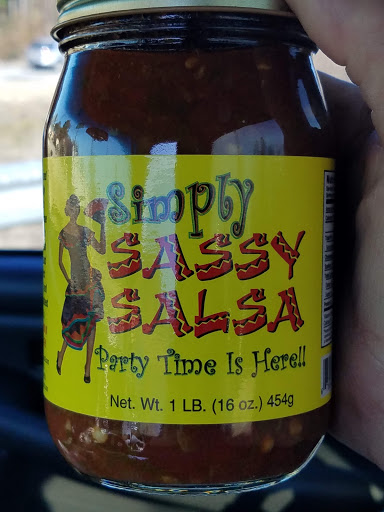 Simply
SASSY
SALSA
Party Time Is Here!!
Net. Wt. 1 LB. (16 oz.) 454g